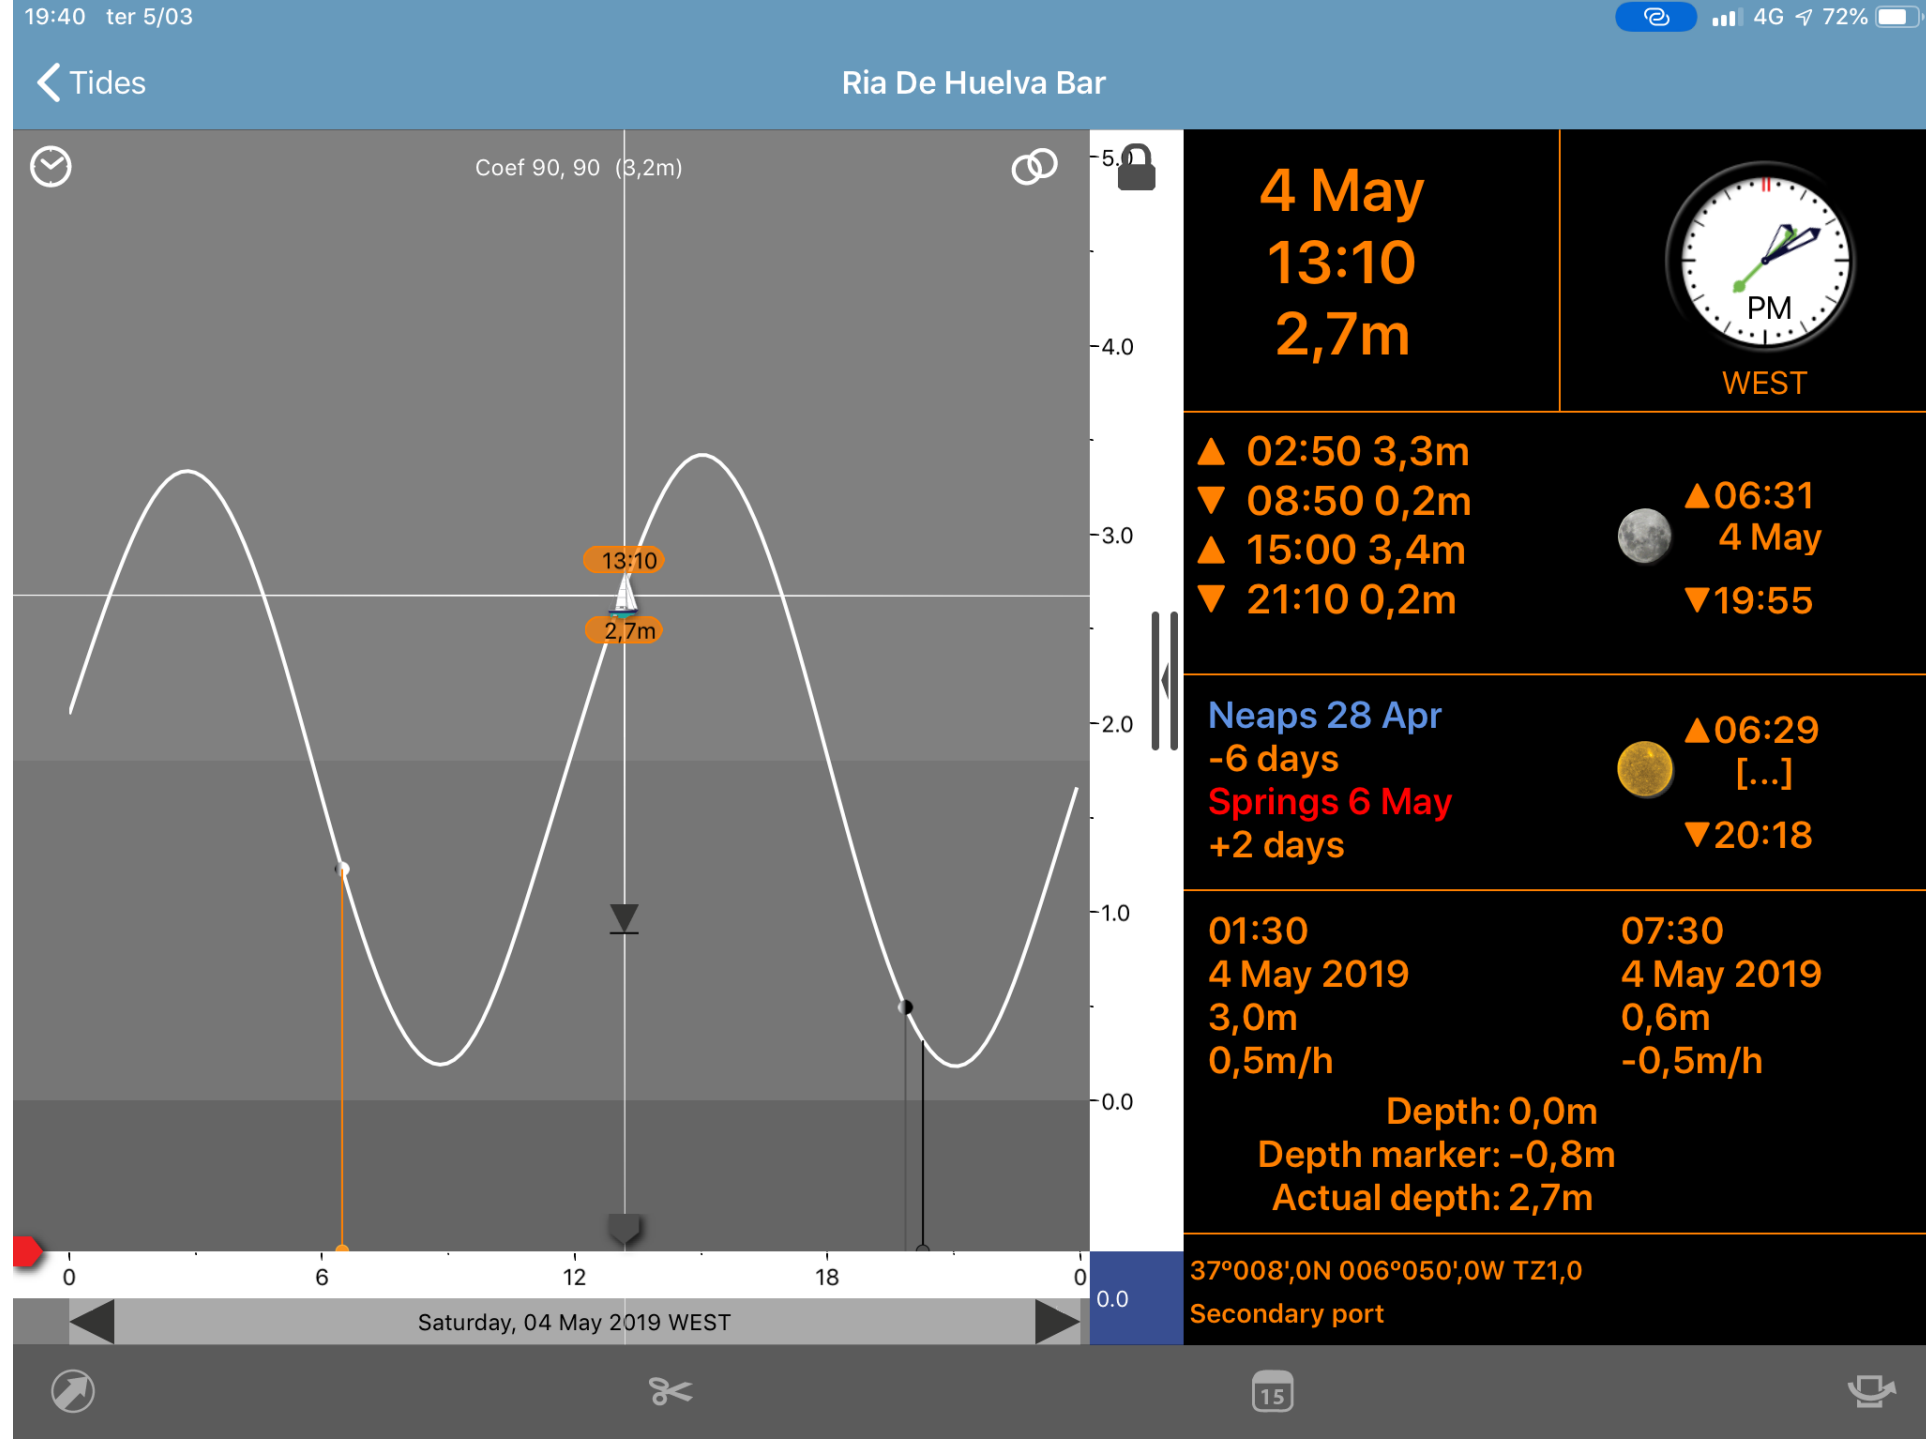 19:40 ter 5/03
4G 72%
Tides
Ria De Huelva Bar
Coef 90, 90 (3,2m)
5.0
4.0
3.0
2.0
1.0
0.0
13:10
2,7m
0 6 12 18 0
0.0
Saturday, 04 May 2019 WEST
4 May
13:10
2,7m
PM
WEST
▲ 02:50 3,3m
▼ 08:50 0,2m
▲ 15:00 3,4m
▼ 21:10 0,2m
▲06:31
4 May
▼19:55
Neaps 28 Apr
-6 days
Springs 6 May
+2 days
▲06:29
[...]
▼20:18
01:30
4 May 2019
3,0m
0,5m/h
07:30
4 May 2019
0,6m
-0,5m/h
Depth: 0,0m
Depth marker: -0,8m
Actual depth: 2,7m
37º008',0N 006º050',0W TZ1,0
Secondary port
15